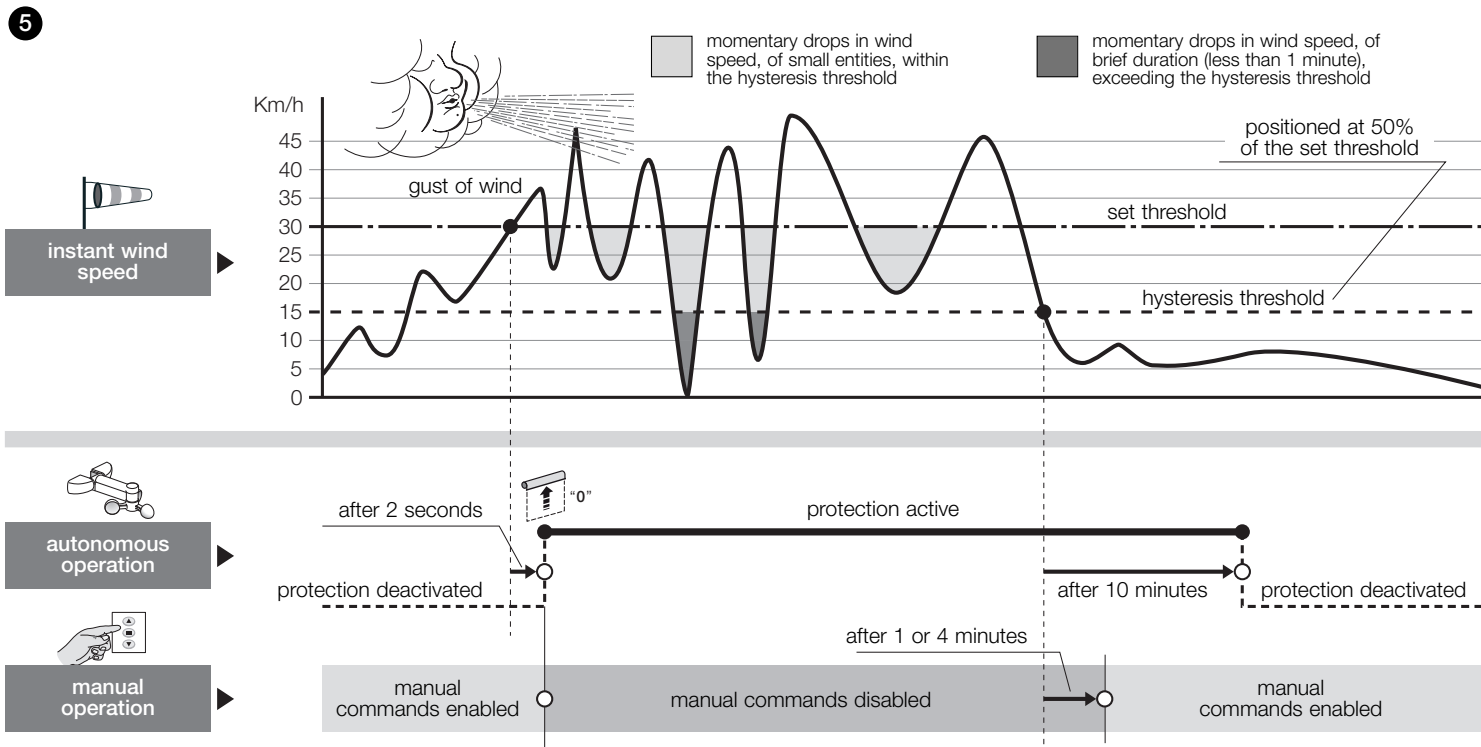 5
momentary drops in wind
speed, of small entities, within
the hysteresis threshold
momentary drops in wind speed, of
brief duration (less than 1 minute),
exceeding the hysteresis threshold
Km/h
45
40
35
30
25
20
15
10
5
0
gust of wind
positioned at 50%
of the set threshold
set threshold
hysteresis threshold
instant wind
speed
autonomous
operation
after 2 seconds
"0"
protection active
protection deactivated
after 10 minutes
protection deactivated
manual
operation
after 1 or 4 minutes
manual
commands enabled
manual commands disabled
manual
commands enabled